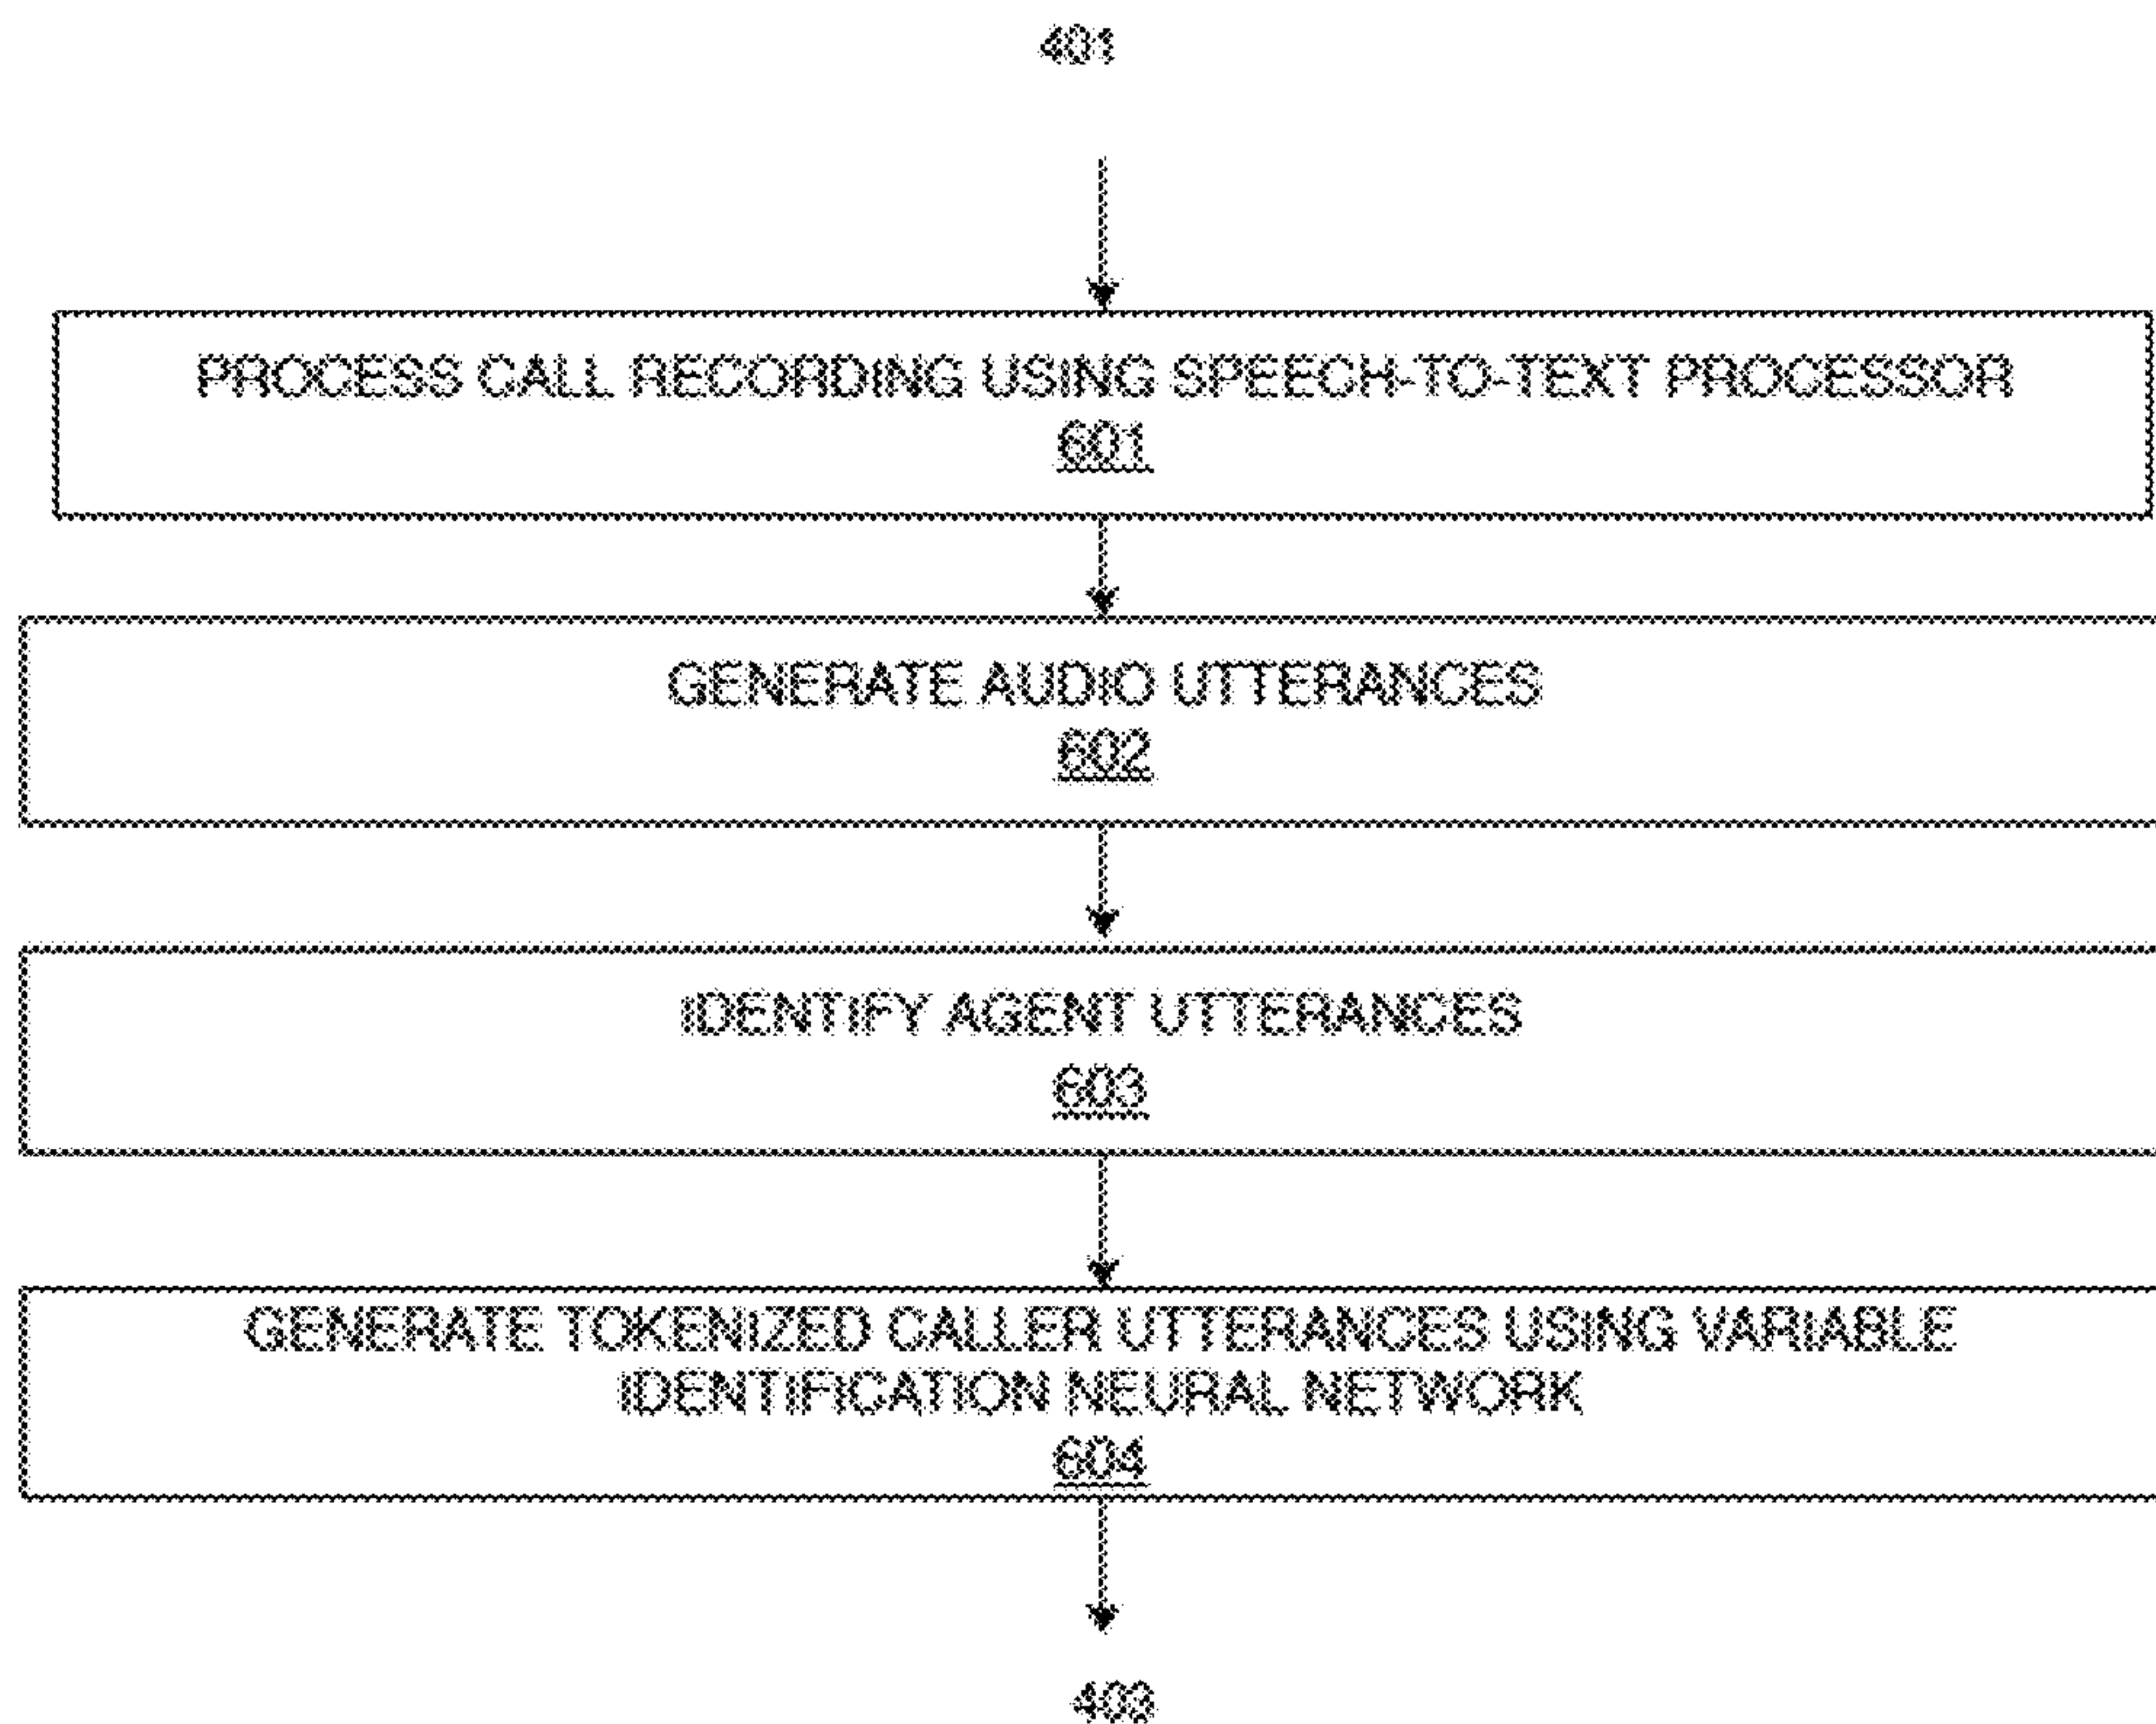 401
PROCESS CALL RECORDING USING SPEECH-TO-TEXT PROCESSOR
601
GENERATE AUDIO UTTERANCES
602
IDENTIFY AGENT UTTERANCES
603
GENERATE TOKENIZED CALLER UTTERANCES USING VARIABLE
IDENTIFICATION NEURAL NETWORK
604
403